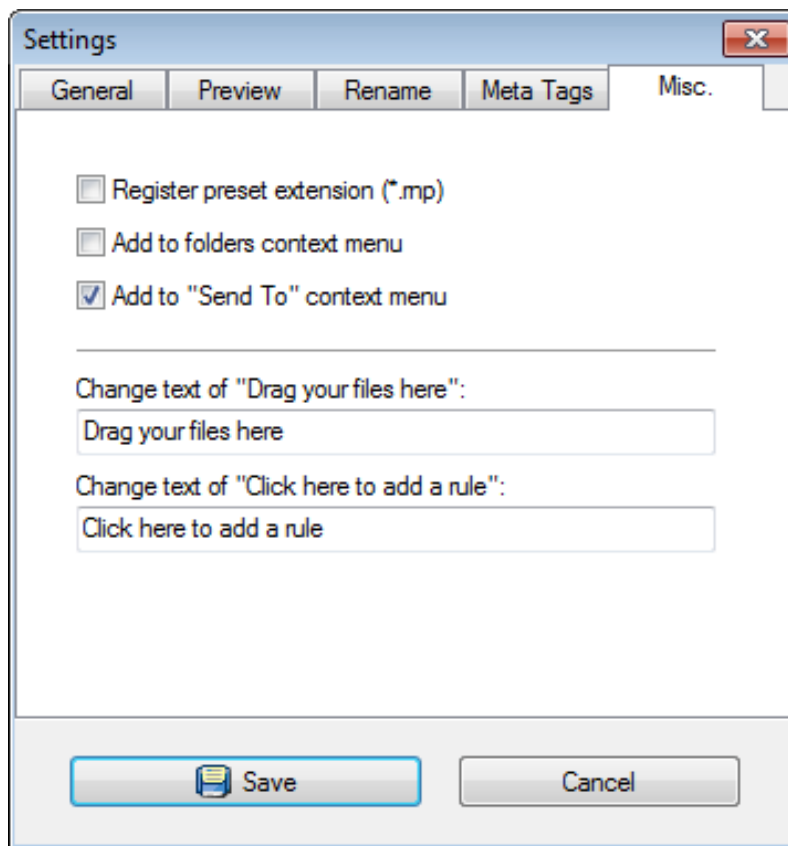 Settings
General Preview Rename Meta Tags Misc.
Register preset extension (*.rnp)
Add to folders context menu
Add to "Send To" context menu
Change text of "Drag your files here":
Drag your files here
Change text of "Click here to add a rule":
Click here to add a rule
Save Cancel